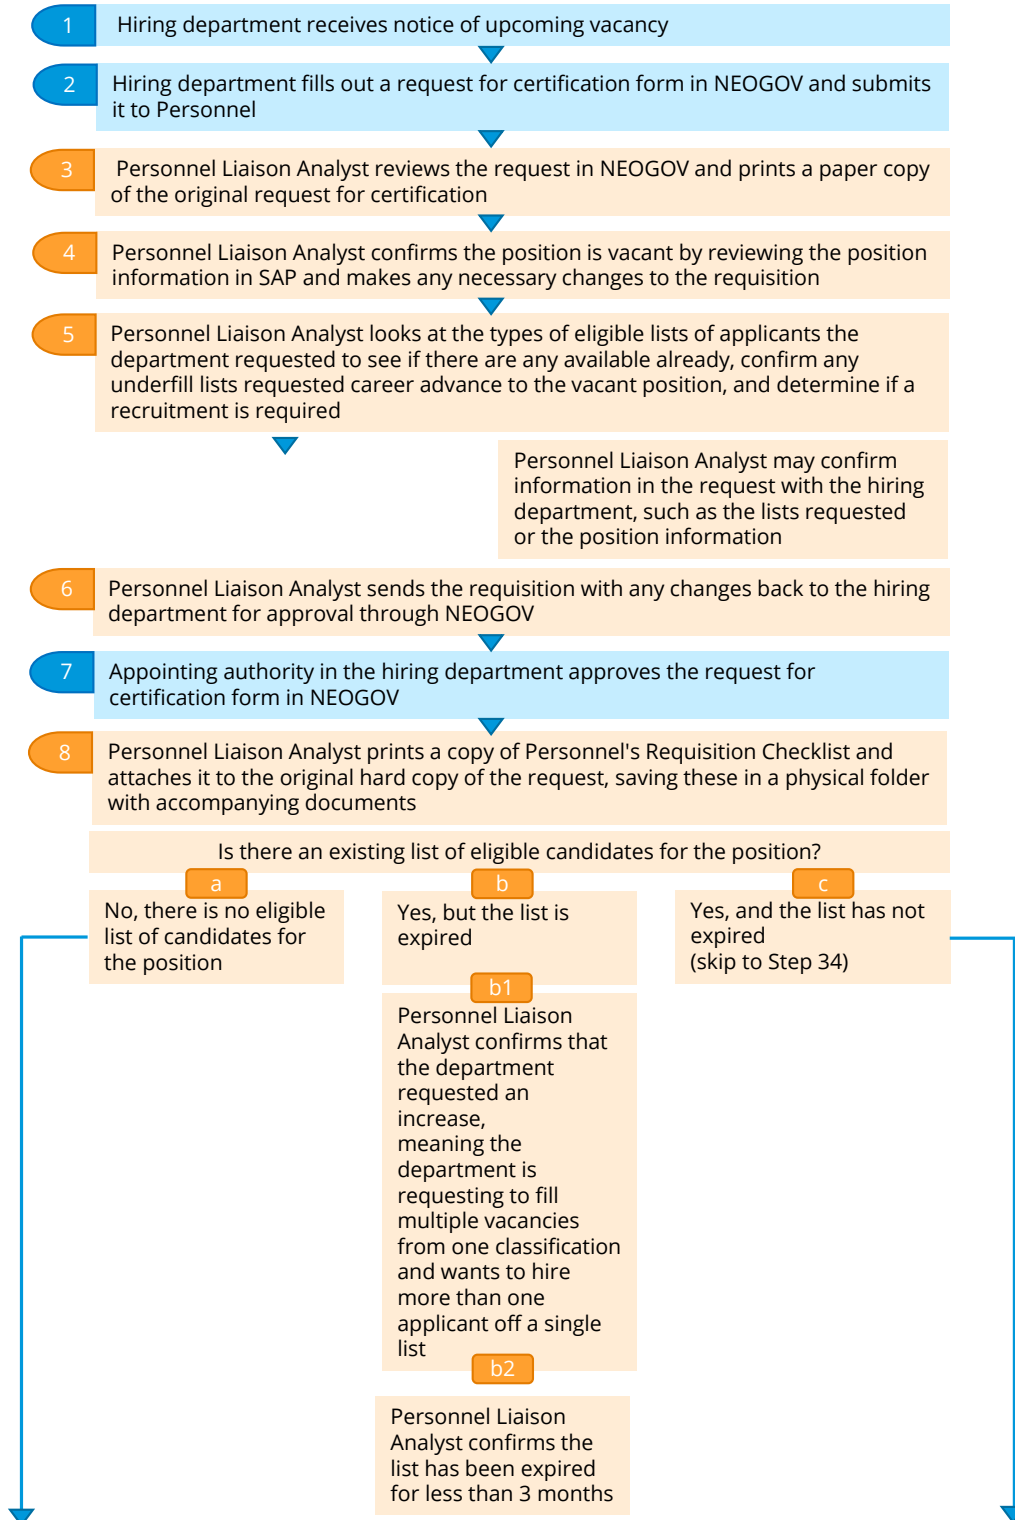 1
Hiring department receives notice of upcoming vacancy
2
Hiring department fills out a request for certification form in NEOGOV and submits
it to Personnel
3
Personnel Liaison Analyst reviews the request in NEOGOV and prints a paper copy
of the original request for certification
4
Personnel Liaison Analyst confirms the position is vacant by reviewing the position
information in SAP and makes any necessary changes to the requisition
5
Personnel Liaison Analyst looks at the types of eligible lists of applicants the
department requested to see if there are any available already, confirm any
underfill lists requested career advance to the vacant position, and determine if a
recruitment is required
Personnel Liaison Analyst may confirm
information in the request with the hiring
department, such as the lists requested
or the position information
6
Personnel Liaison Analyst sends the requisition with any changes back to the hiring
department for approval through NEOGOV
7
Appointing authority in the hiring department approves the request for
certification form in NEOGOV
8
Personnel Liaison Analyst prints a copy of Personnel's Requisition Checklist and
attaches it to the original hard copy of the request, saving these in a physical folder
with accompanying documents
Is there an existing list of eligible candidates for the position?
a
No, there is no eligible
list of candidates for
the position
b
Yes, but the list is
expired
b1
Personnel Liaison
Analyst confirms that
the department
requested an
increase,
meaning the
department is
requesting to fill
multiple vacancies
from one classification
and wants to hire
more than one
applicant off a single
list
b2
Personnel Liaison
Analyst confirms the
list has been expired
for less than 3 months
c
Yes, and the list has not
expired
(skip to Step 34)